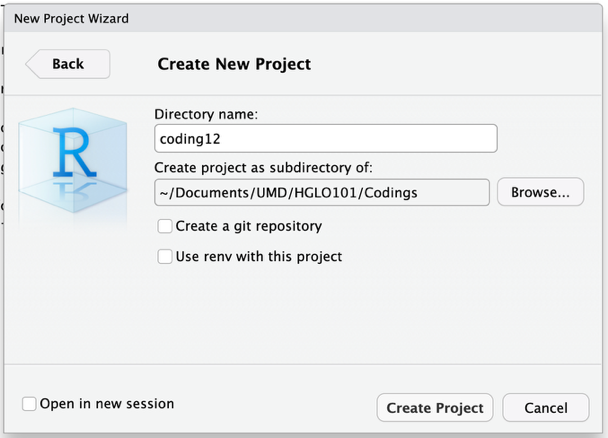 New Project Wizard
Back
Create New Project
R
Directory name:
coding12
Create project as subdirectory of:
~/Documents/UMD/HGLO101/Codings
Browse...
Create a git repository
Use renv with this project
Open in new session
Create Project
Cancel